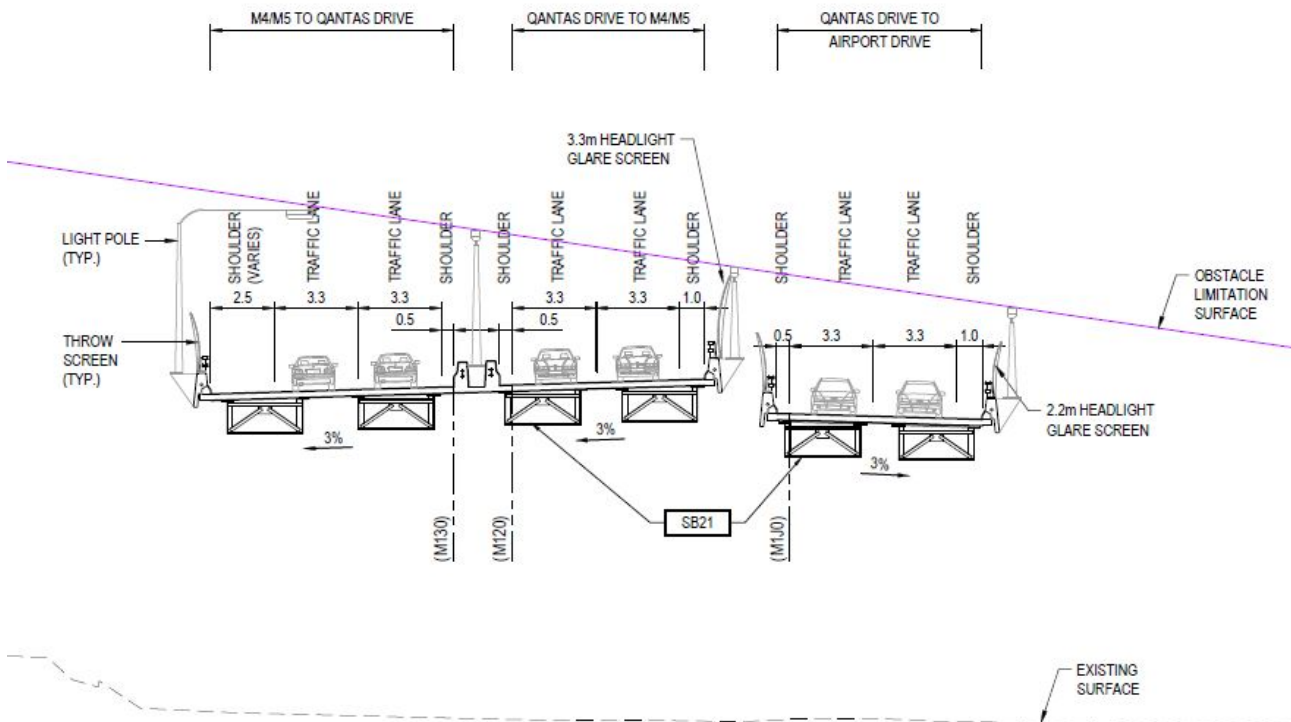 M4/M5 TO QANTAS DRIVE
QANTAS DRIVE TO M4/M5
QANTAS DRIVE TO
AIRPORT DRIVE
3.3m HEADLIGHT
GLARE SCREEN
LIGHT POLE
(TYP.)
SHOULDER
(VARIES)
TRAFFIC LANE
TRAFFIC LANE
SHOULDER
SHOULDER
TRAFFIC LANE
TRAFFIC LANE
SHOULDER
SHOULDER
TRAFFIC LANE
TRAFFIC LANE
SHOULDER
OBSTACLE
LIMITATION
SURFACE
2.5
3.3
3.3
0.5
0.5
3.3
3.3
1.0
0.5
3.3
3.3
1.0
THROW
SCREEN
(TYP.)
2.2m HEADLIGHT
GLARE SCREEN
3%
3%
3%
SB21
(M130)
(M120)
(M1J0)
EXISTING
SURFACE